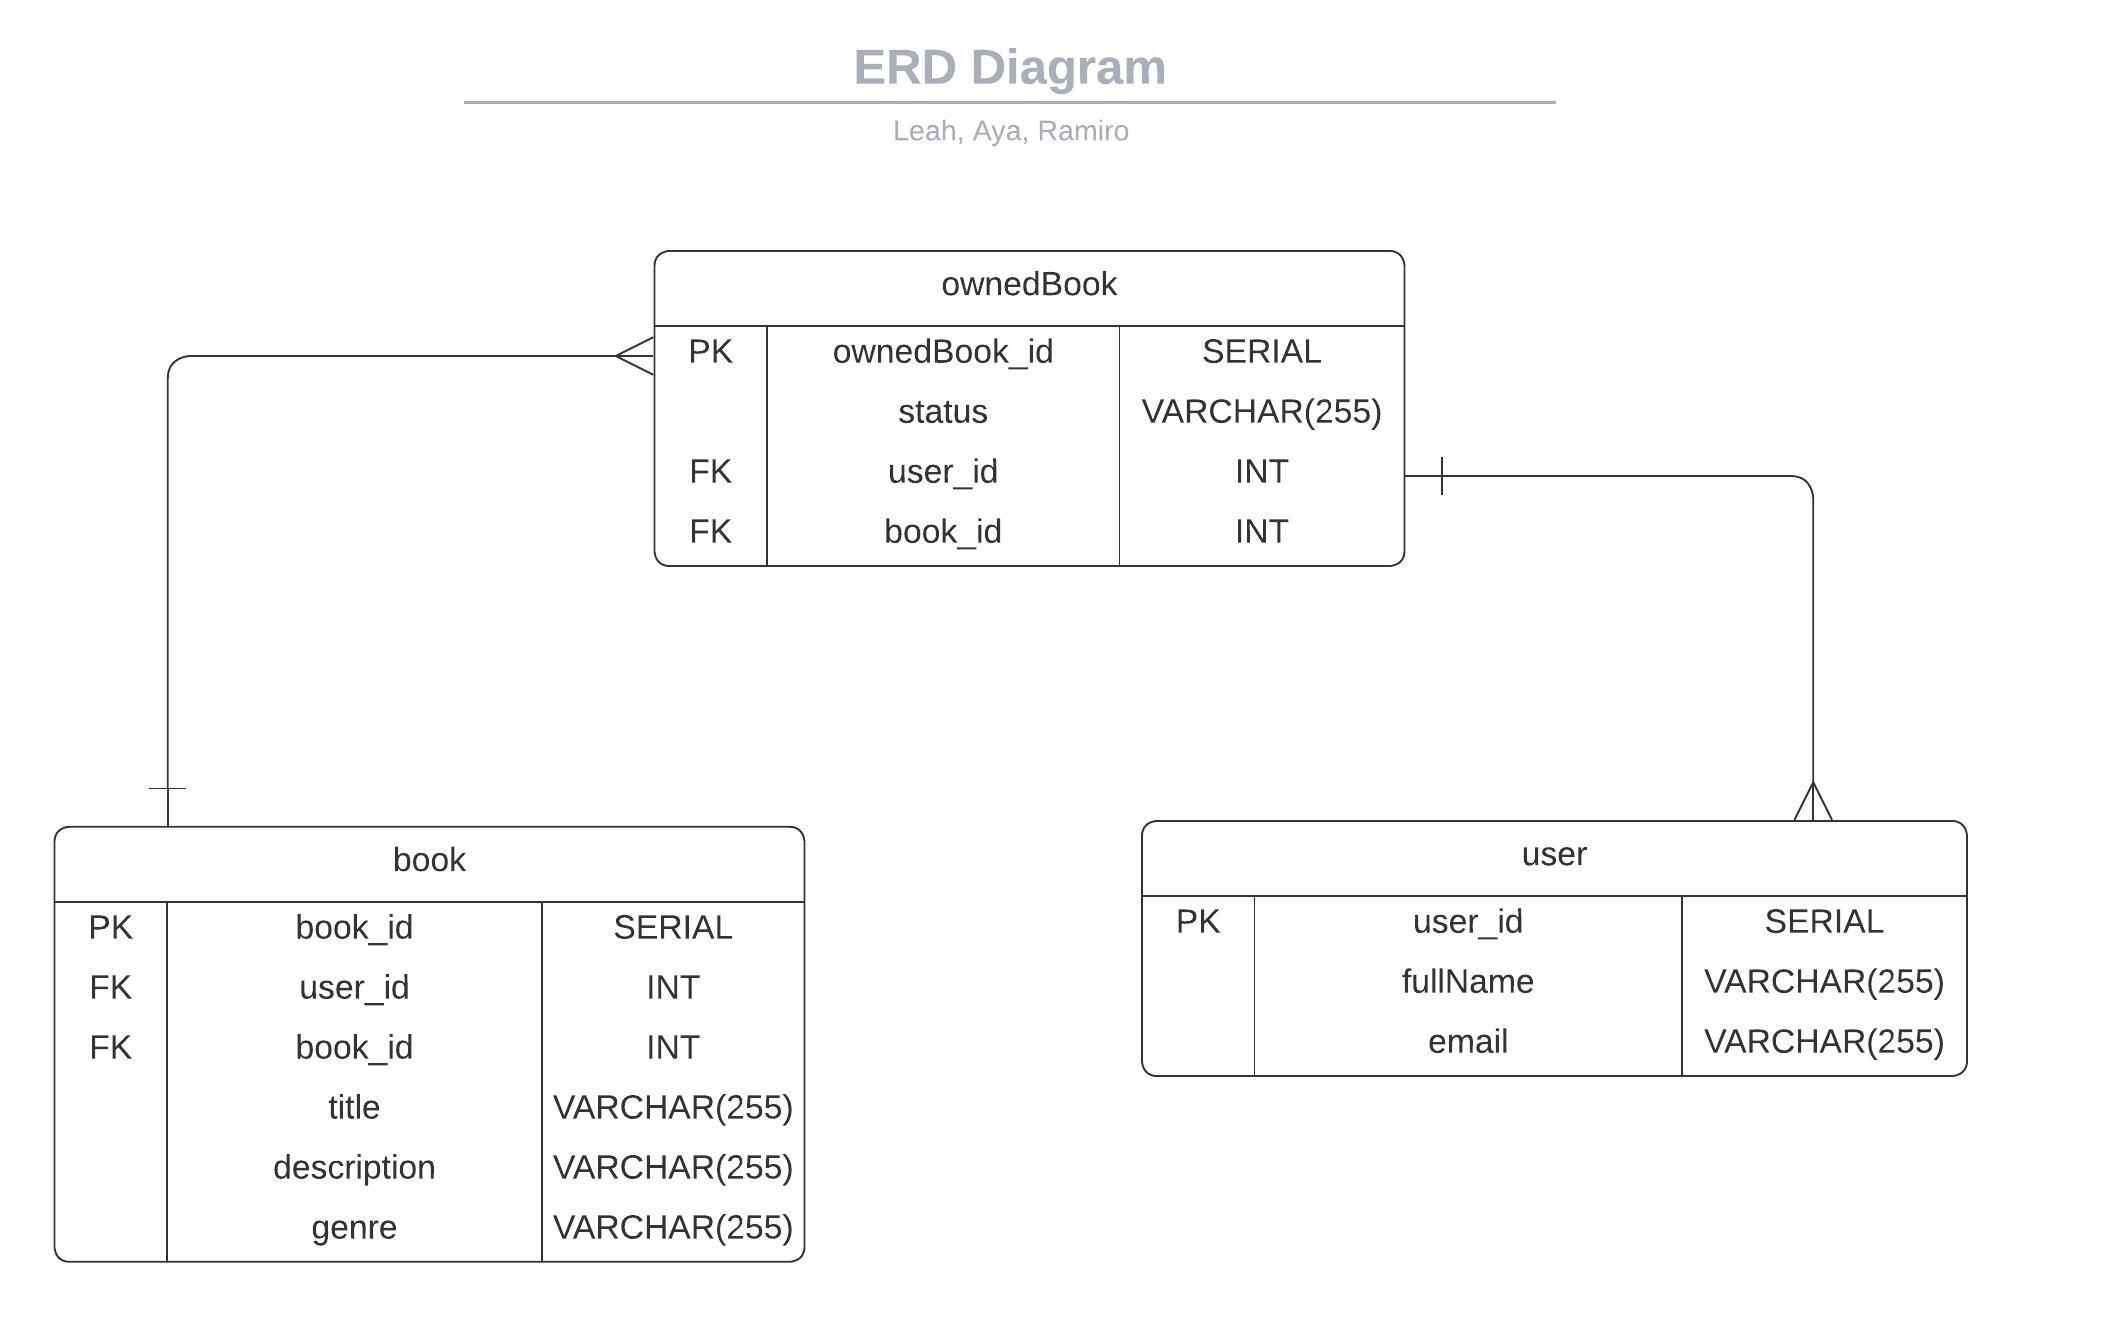 ERD Diagram
Leah, Aya, Ramiro
ownedBook
PK ownedBook_id SERIAL
status VARCHAR(255)
FK user_id INT
FK book_id INT
book
PK book_id SERIAL
FK user_id INT
FK book_id INT
title VARCHAR(255)
description VARCHAR(255)
genre VARCHAR(255)
user
PK user_id SERIAL
fullName VARCHAR(255)
email VARCHAR(255)